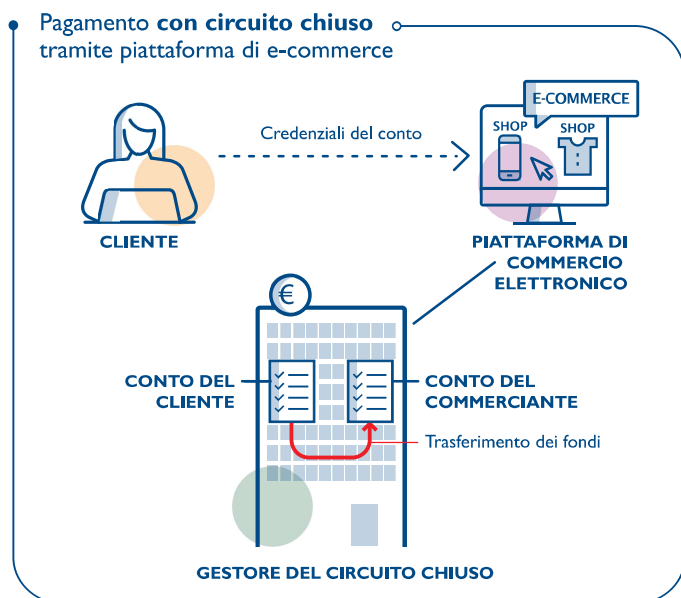 Pagamento con circuito chiuso
tramite piattaforma di e-commerce
E-COMMERCE
SHOP
SHOP
Credenziali del conto
CLIENTE
PIATTAFORMA DI
COMMERCIO
ELETTRONICO
€
CONTO DEL
CLIENTE
CONTO DEL
COMMERCIANTE
Trasferimento dei fondi
GESTORE DEL CIRCUITO CHIUSO